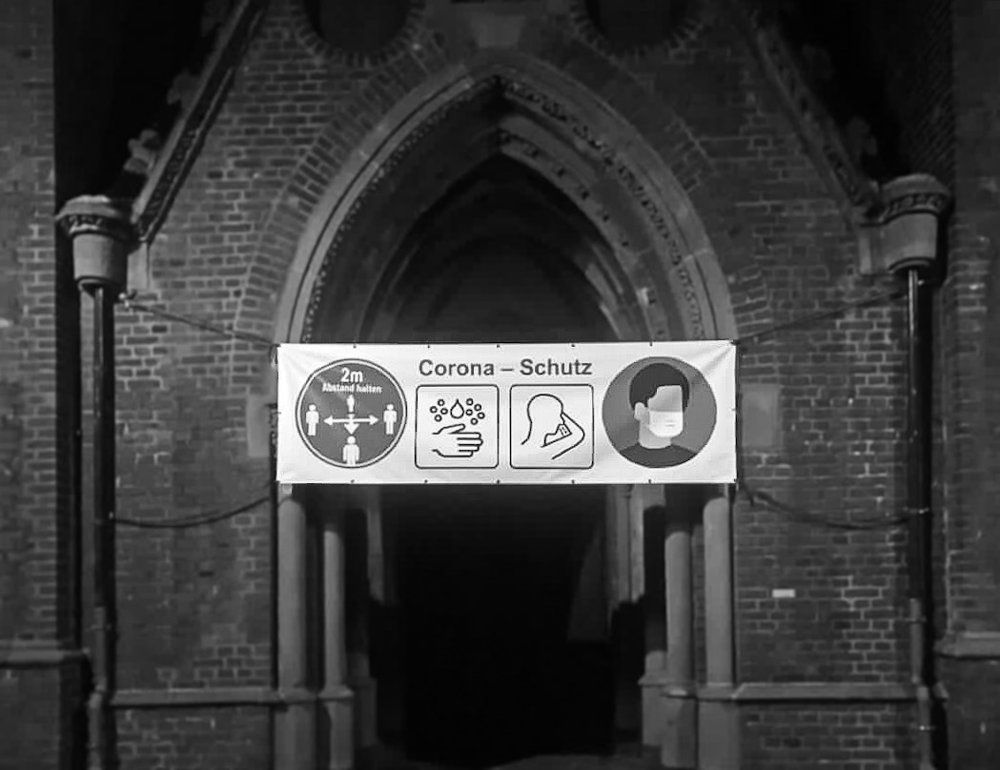 Corona – Schutz
2m
Abstand halten